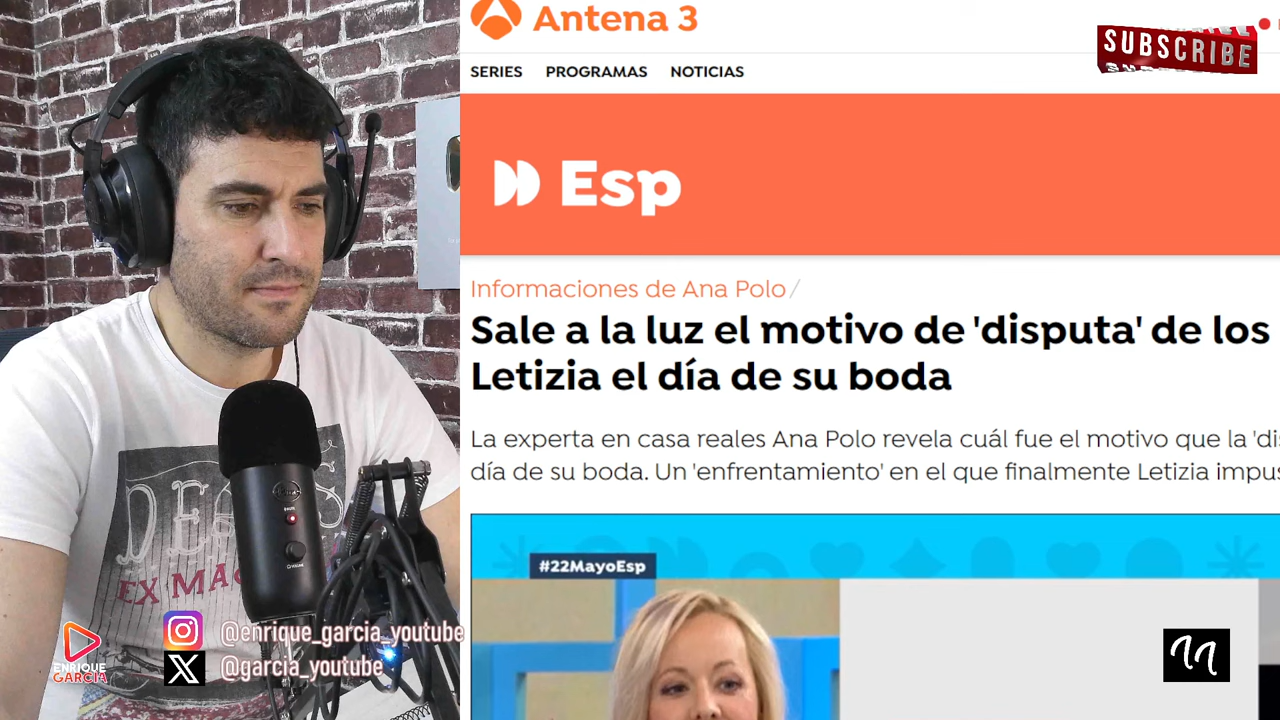 Antena 3
SUBSCRIBE
SERIES PROGRAMAS NOTICIAS
Esp
Informaciones de Ana Polo /
Sale a la luz el motivo de 'disputa' de los
Letizia el día de su boda
La experta en casa reales Ana Polo revela cuál fue el motivo que la
día de su boda. Un 'enfrentamiento' en el que finalmente Letizia
#22MayoEsp
EX
@enrique_garcia_youtube
@garcia_youtube
ENRIQUE
GARCIA